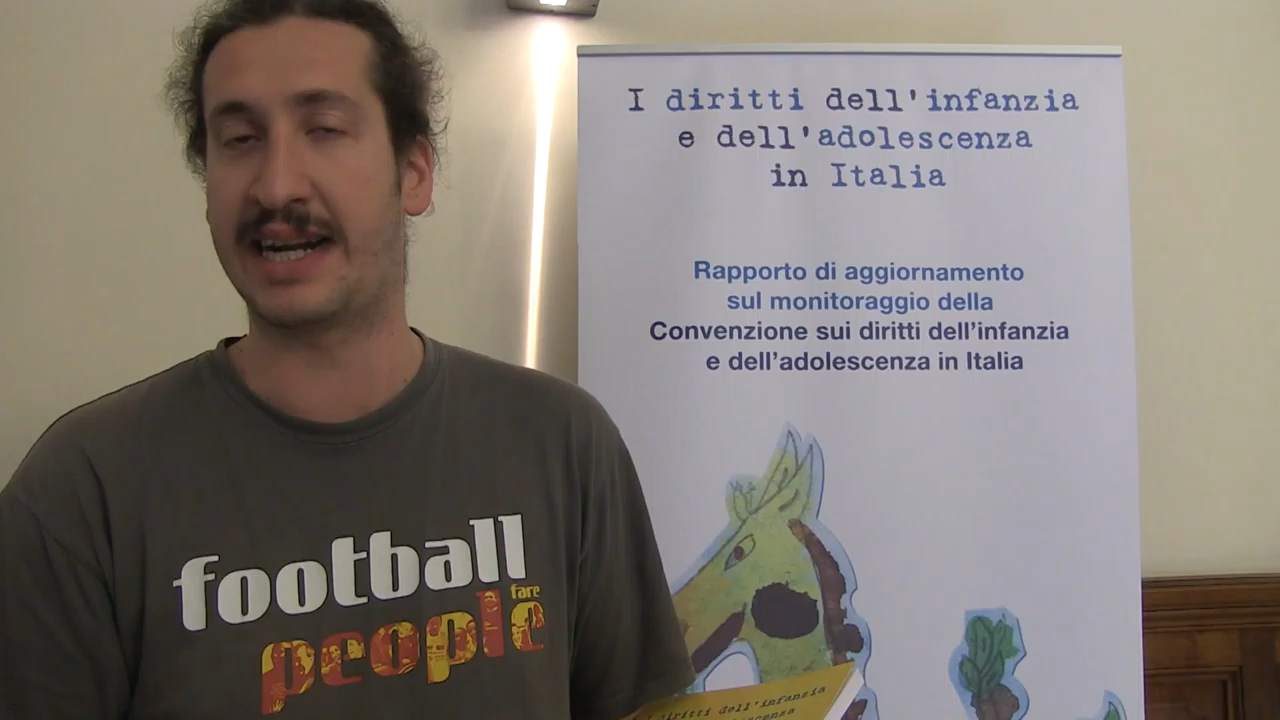 I diritti dell'infanzia
e dell'adolescenza
in Italia
Rapporto di aggiornamento
sul monitoraggio della
Convenzione sui diritti dell'infanzia
e dell'adolescenza in Italia
football
fare
people
I diritti dell'infanzia